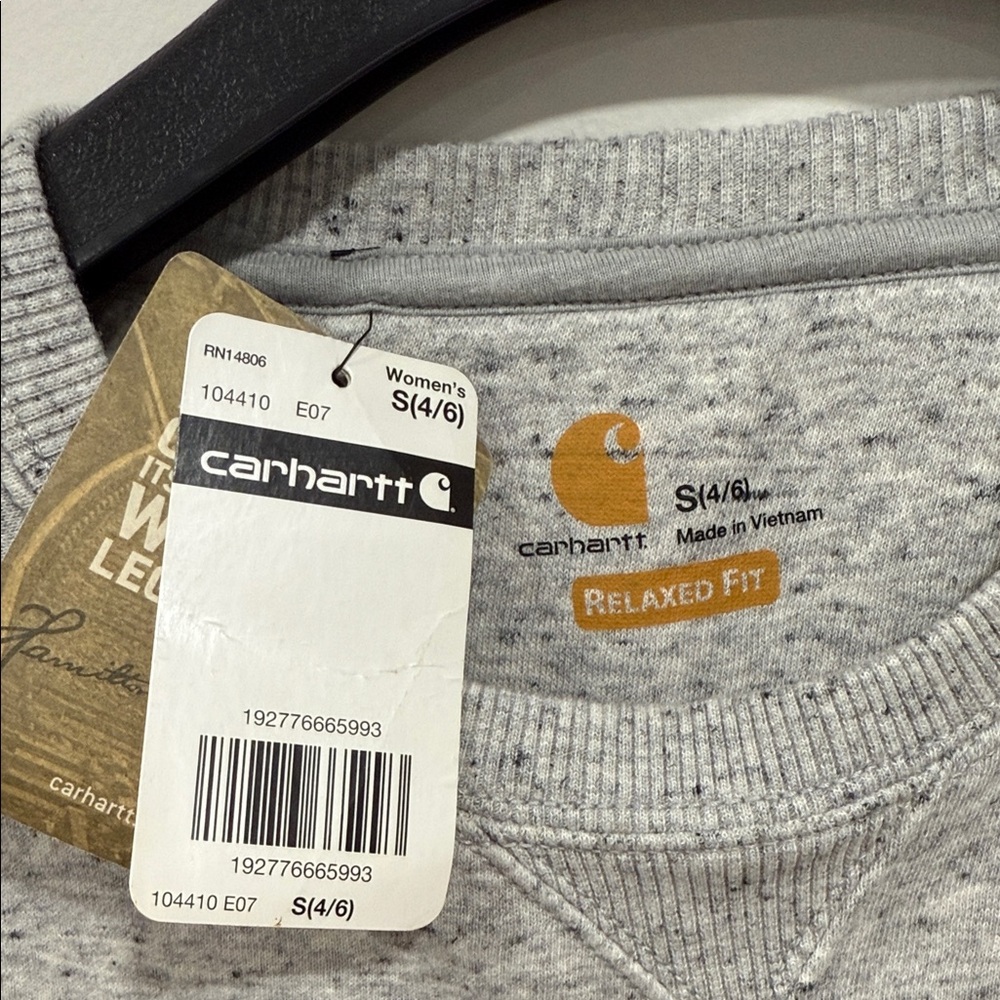 RN14806
Women's
104410 E07
S(4/6)
carhartt
192776665993
192776665993
104410 E07 S(4/6)
carhartt
S(4/6)
Made in Vietnam
RELAXED FIT
Hamilton
carhartt